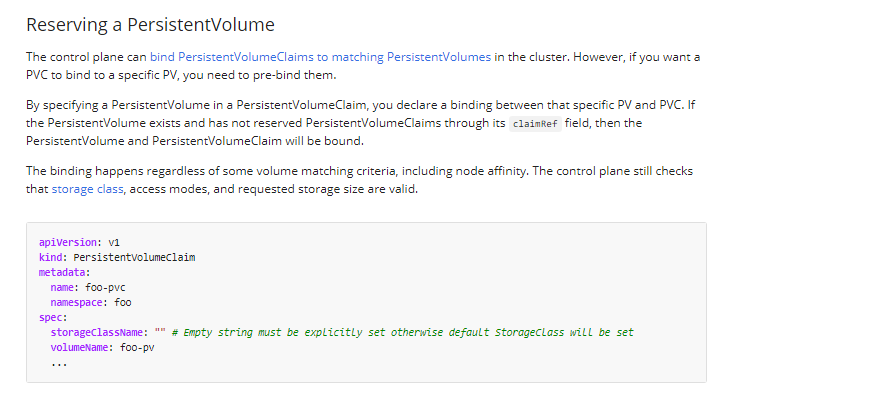 Reserving a PersistentVolume
The control plane can bind PersistentVolumeClaims to matching PersistentVolumes in the cluster. However, if you want a
PVC to bind to a specific PV, you need to pre-bind them.
By specifying a PersistentVolume in a PersistentVolumeClaim, you declare a binding between that specific PV and PVC. If
the PersistentVolume exists and has not reserved PersistentVolumeClaims through its claimRef field, then the
PersistentVolume and PersistentVolumeClaim will be bound.
The binding happens regardless of some volume matching criteria, including node affinity. The control plane still checks
that storage class, access modes, and requested storage size are valid.
apiVersion: v1
kind: PersistentVolumeClaim
metadata:
  name: foo-pvc
  namespace: foo
spec:
  storageClassName: "" # Empty string must be explicitly set otherwise default StorageClass will be set
  volumeName: foo-pv
  ...